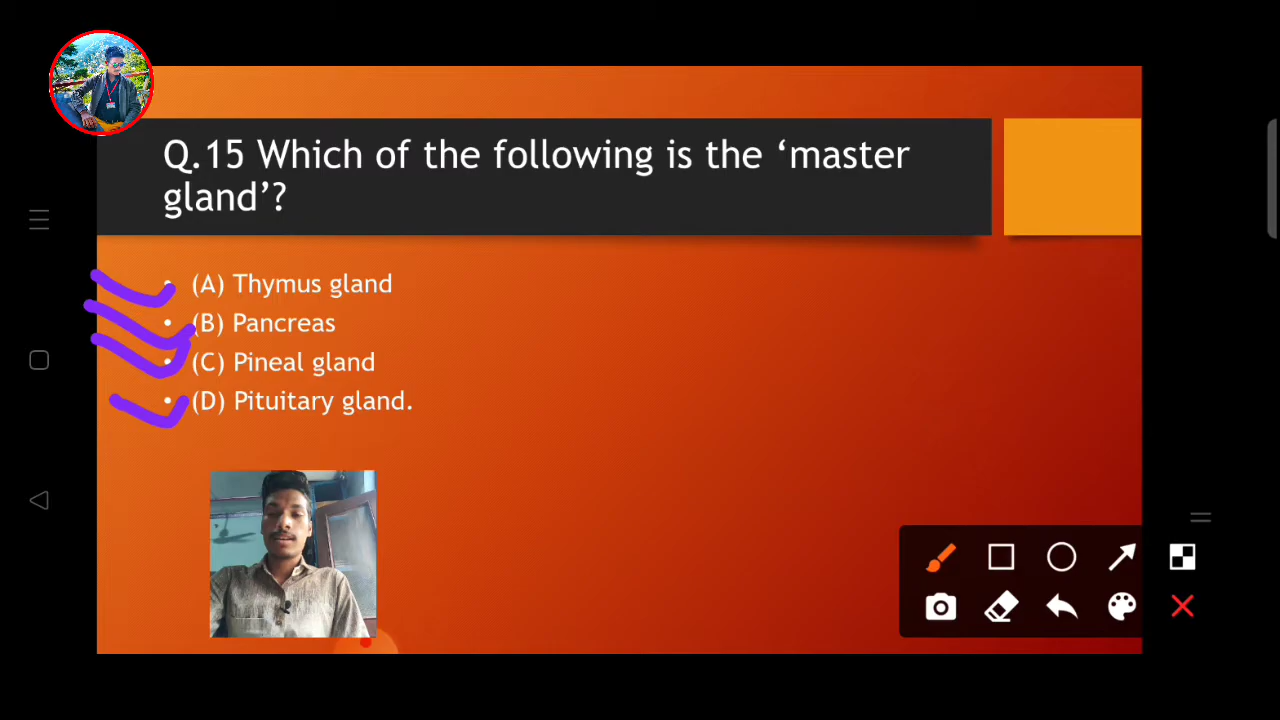 Q.15 Which of the following is the ‘master
gland’?
• (A) Thymus gland
• (B) Pancreas
• (C) Pineal gland
• (D) Pituitary gland.